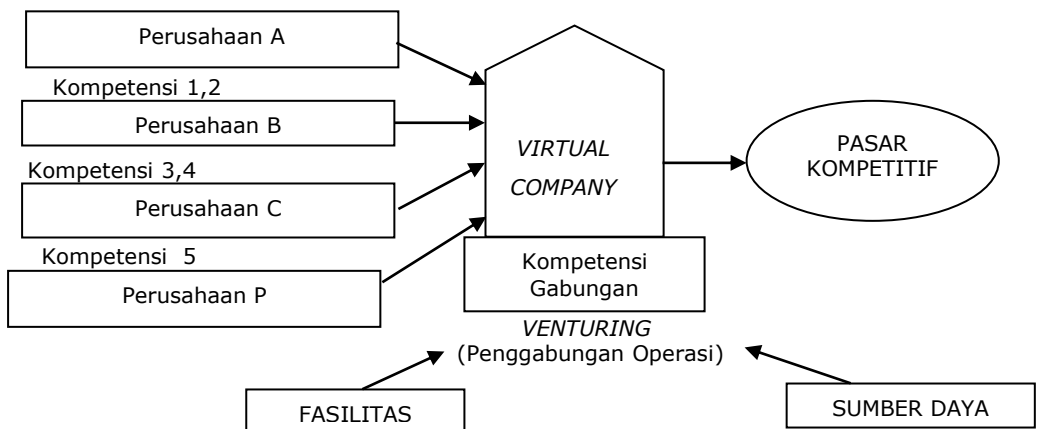 Perusahaan A
Kompetensi 1,2
Perusahaan B
Kompetensi 3,4
Perusahaan C
Kompetensi 5
Perusahaan P
VIRTUAL
COMPANY
Kompetensi
Gabungan
VENTURING
(Penggabungan Operasi)
PASAR
KOMPETITIF
FASILITAS
SUMBER DAYA